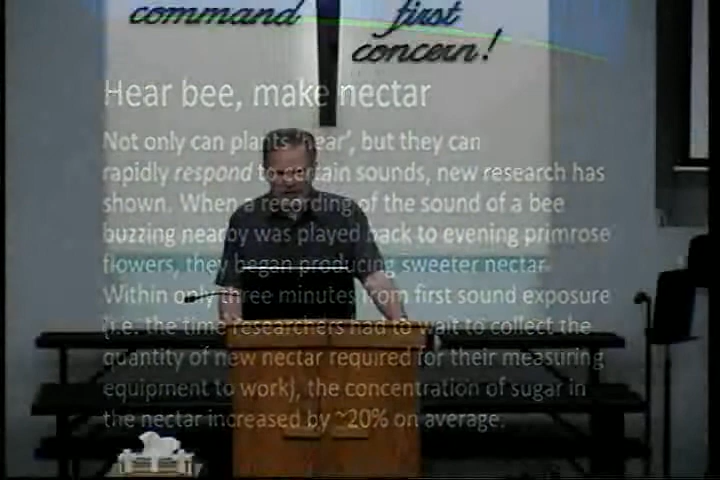 command first
concern!
Hear bee, make nectar
Not only can plants 'hear', but they can
rapidly respond to certain sounds, new research has
shown. When a recording of the sound of a bee
buzzing nearby was played back to evening primrose
flowers, they began producing sweeter nectar.
Within only three minutes from first sound exposure
(i.e. the time researchers had to wait to collect the
quantity of new nectar required for their measuring
equipment to work), the concentration of sugar in
the nectar increased by ~20% on average.